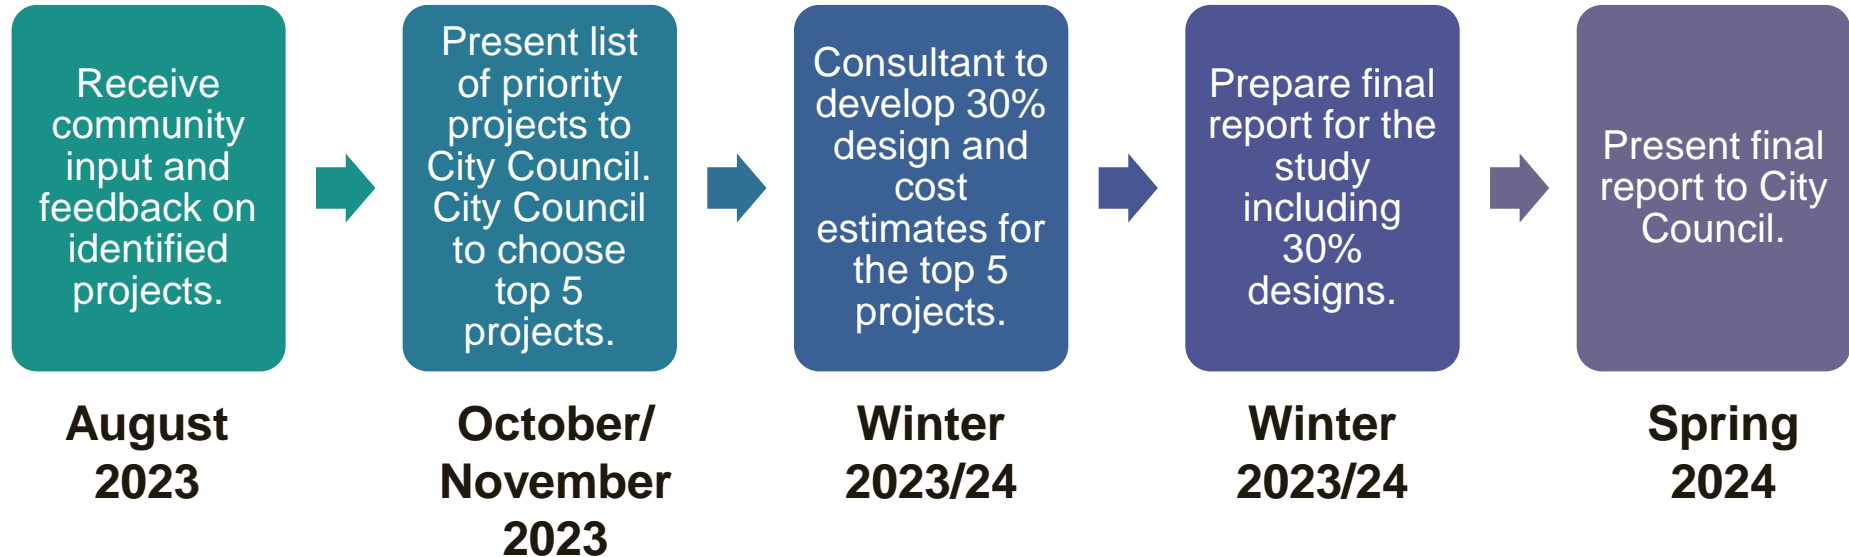 Receive
community
input and
feedback on
identified
projects.
August
2023
Present list
of priority
projects to
City Council.
City Council
to choose
top 5
projects.
October/
November
2023
Consultant to
develop 30%
design and
cost
estimates for
the top 5
projects.
Winter
2023/24
Prepare final
report for the
study
including
30%
designs.
Winter
2023/24
Present final
report to City
Council.
Spring
2024